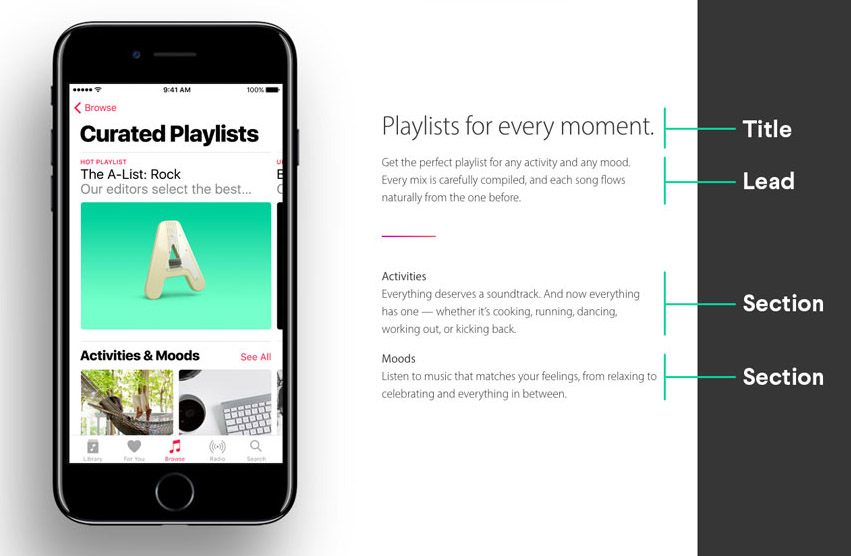 9:41 AM
100%
Browse
Curated Playlists
HOT PLAYLIST
The A-List: Rock
Our editors select the best...
A
Activities & Moods
See All
Library
For You
Browse
Radio
Search
Playlists for every moment.
Get the perfect playlist for any activity and any mood.
Every mix is carefully compiled, and each song flows
naturally from the one before.
Activities
Everything deserves a soundtrack. And now everything
has one — whether it's cooking, running, dancing,
working out, or kicking back.
Moods
Listen to music that matches your feelings, from relaxing to
celebrating and everything in between.
Title
Lead
Section
Section